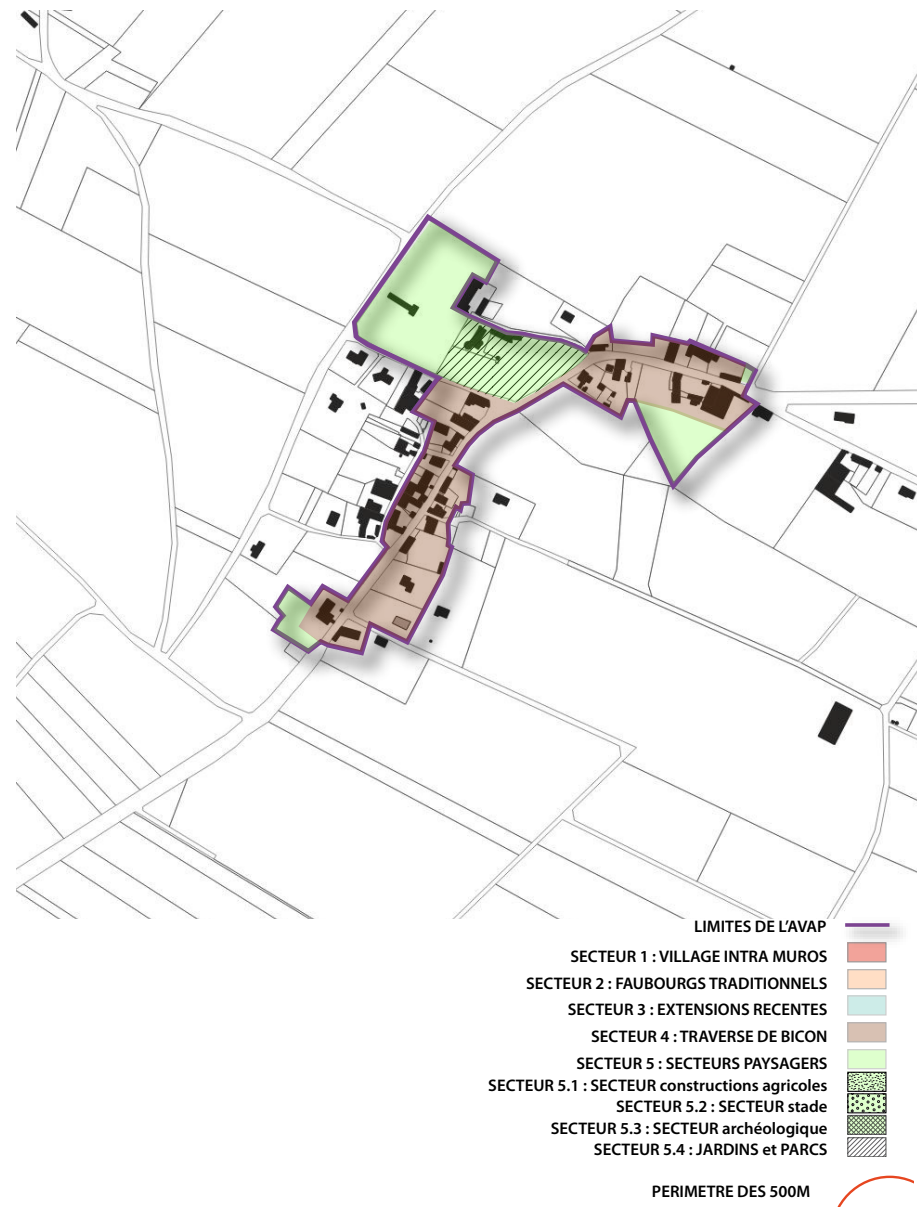 LIMITES DE L'AVAP
SECTEUR 1 : VILLAGE INTRA MUROS
SECTEUR 2 : FAUBOURGS TRADITIONNELS
SECTEUR 3 : EXTENSIONS RECENTES
SECTEUR 4 : TRAVERSE DE BICON
SECTEUR 5 : SECTEURS PAYSAGERS
SECTEUR 5.1 : SECTEUR constructions agricoles
SECTEUR 5.2 : SECTEUR stade
SECTEUR 5.3 : SECTEUR archéologique
SECTEUR 5.4 : JARDINS et PARCS
PERIMETRE DES 500M